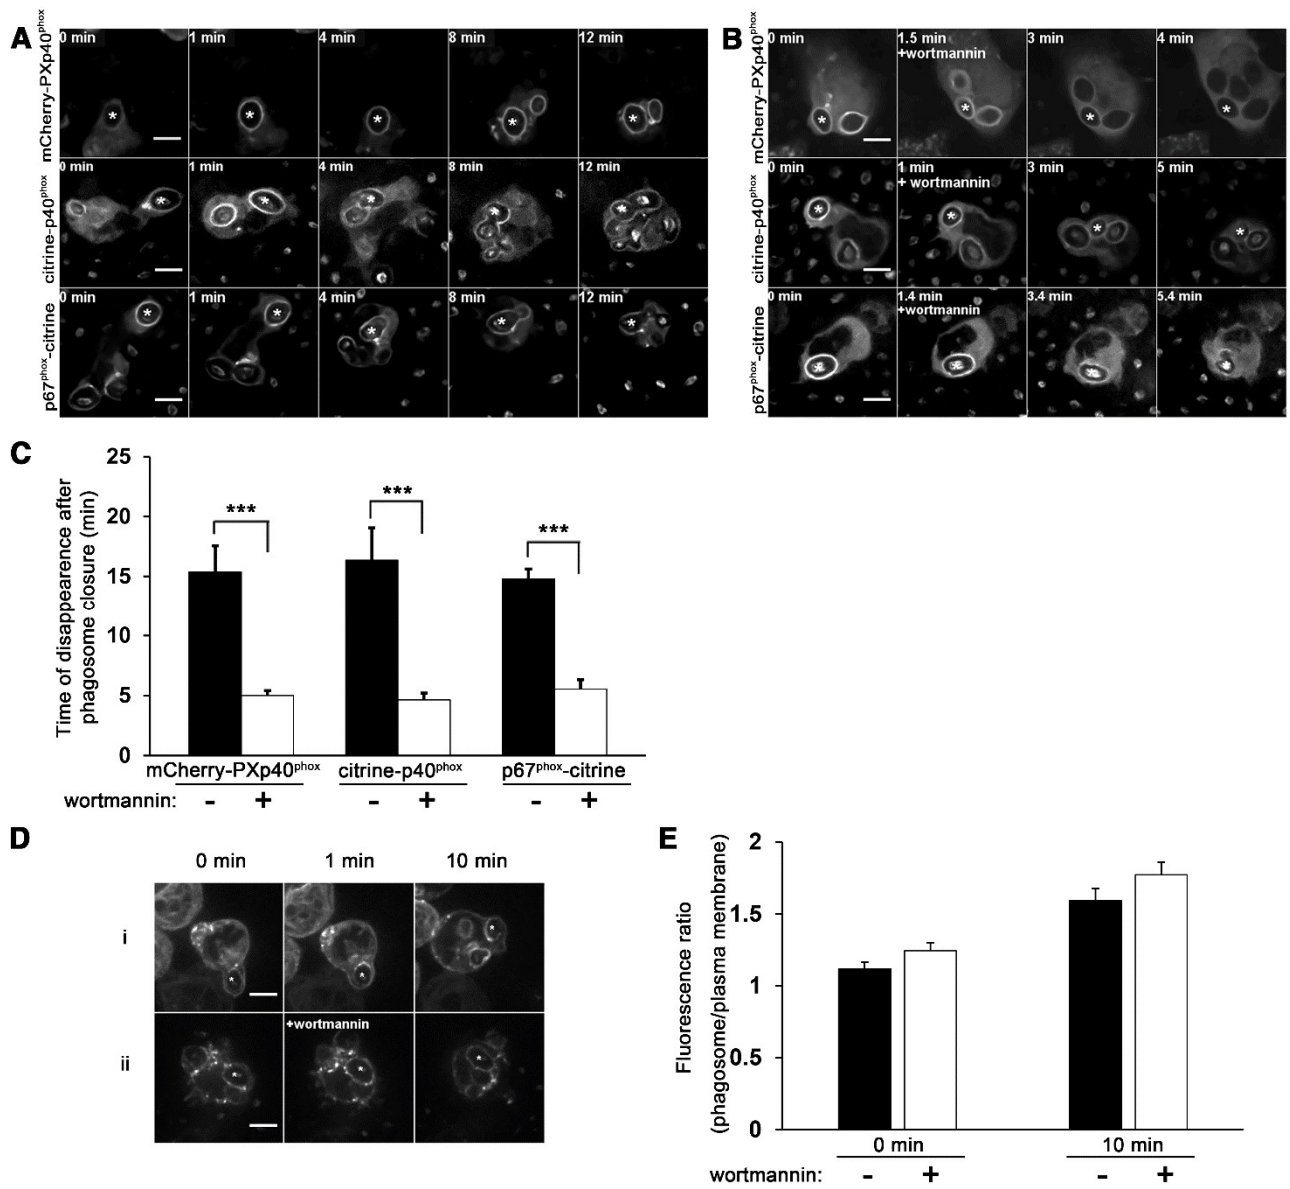 A
mCherry-PXp40phox
0 min 1 min 4 min 8 min 12 min
citrine-p40phox
0 min 1 min 4 min 8 min 12 min
p67phox-citrine
0 min 1 min 4 min 8 min 12 min
B
mCherry-PXp40phox
0 min 1.5 min 3 min 4 min
+wortmannin
citrine-p40phox
0 min 1 min 3 min 5 min
+ wortmannin
p67phox-citrine
0 min 1.4 min 3.4 min 5.4 min
+wortmannin
C
Time of disappearence after
phagosome closure (min)
25
20
15
10
5
0
*** *** ***
mCherry-PXp40phox citrine-p40phox p67phox-citrine
wortmannin: - + - + - +
D
0 min 1 min 10 min
i
ii
+wortmannin
E
Fluorescence ratio
(phagosome/plasma membrane)
2
1.5
1
0.5
0
0 min 10 min
wortmannin: - + - +